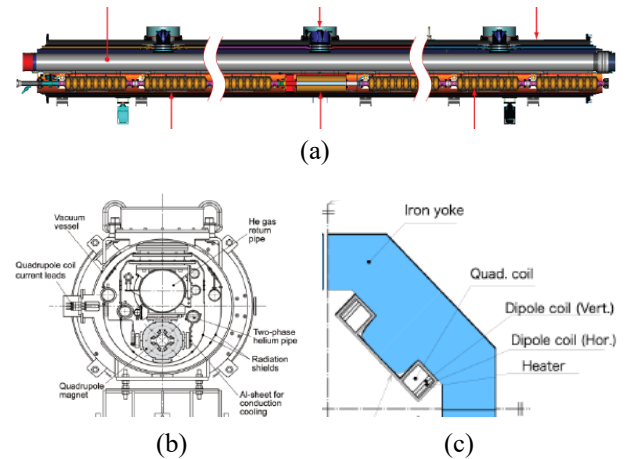 (a)
Vacuum
vessel
He gas
return
pipe
Quadrupole coil
current leads
Two-phase
helium pipe
Radiation
shields
Quadrupole
magnet
Al-sheet for
conduction
cooling
(b)
Iron yoke
Quad. coil
Dipole coil (Vert.)
Dipole coil (Hor.)
Heater
(c)